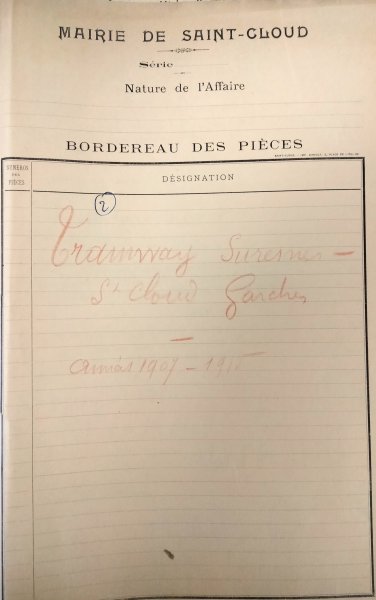 MAIRIE DE SAINT-CLOUD
Série
Nature de l'Affaire
BORDEREAU DES PIÈCES
NUMÉROS
DES
PIÈCES
DÉSIGNATION
2
Tramway Suresnes –
St Cloud Garches
–
Années 1907 –